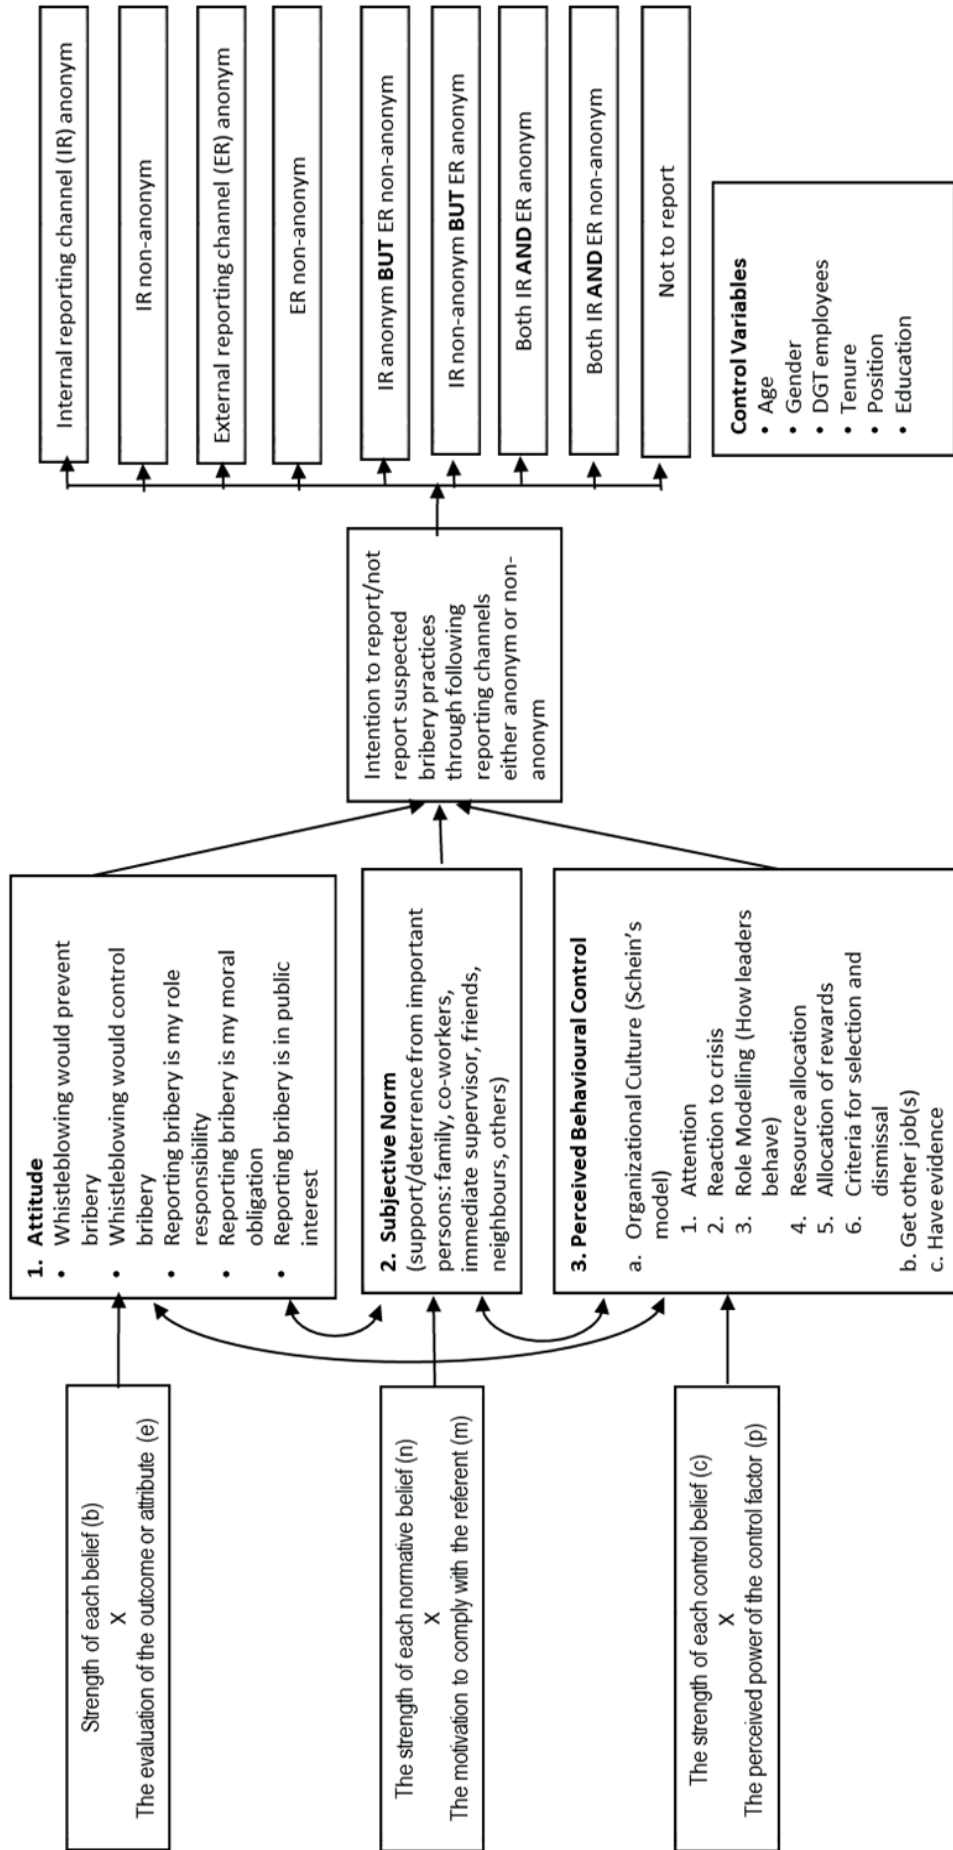 Strength of each belief (b)
X
The evaluation of the outcome or attribute (e)
The strength of each normative belief (n)
X
The motivation to comply with the referent (m)
The strength of each control belief (c)
X
The perceived power of the control factor (p)
1. Attitude
• Whistleblowing would prevent
bribery
• Whistleblowing would control
bribery
• Reporting bribery is my role
responsibility
• Reporting bribery is my moral
obligation
• Reporting bribery is in public
interest
2. Subjective Norm
(support/deterrence from important
persons: family, co-workers,
immediate supervisor, friends,
neighbours, others)
3. Perceived Behavioural Control
a. Organizational Culture (Schein's
model)
1. Attention
2. Reaction to crisis
3. Role Modelling (How leaders
behave)
4. Resource allocation
5. Allocation of rewards
6. Criteria for selection and
dismissal
b. Get other job(s)
c. Have evidence
Intention to report/not
report suspected
bribery practices
through following
reporting channels
either anonym or non-
anonym
Internal reporting channel (IR) anonym
IR non-anonym
External reporting channel (ER) anonym
ER non-anonym
IR anonym BUT ER non-anonym
IR non-anonym BUT ER anonym
Both IR AND ER anonym
Both IR AND ER non-anonym
Not to report
Control Variables
• Age
• Gender
• DGT employees
• Tenure
• Position
• Education